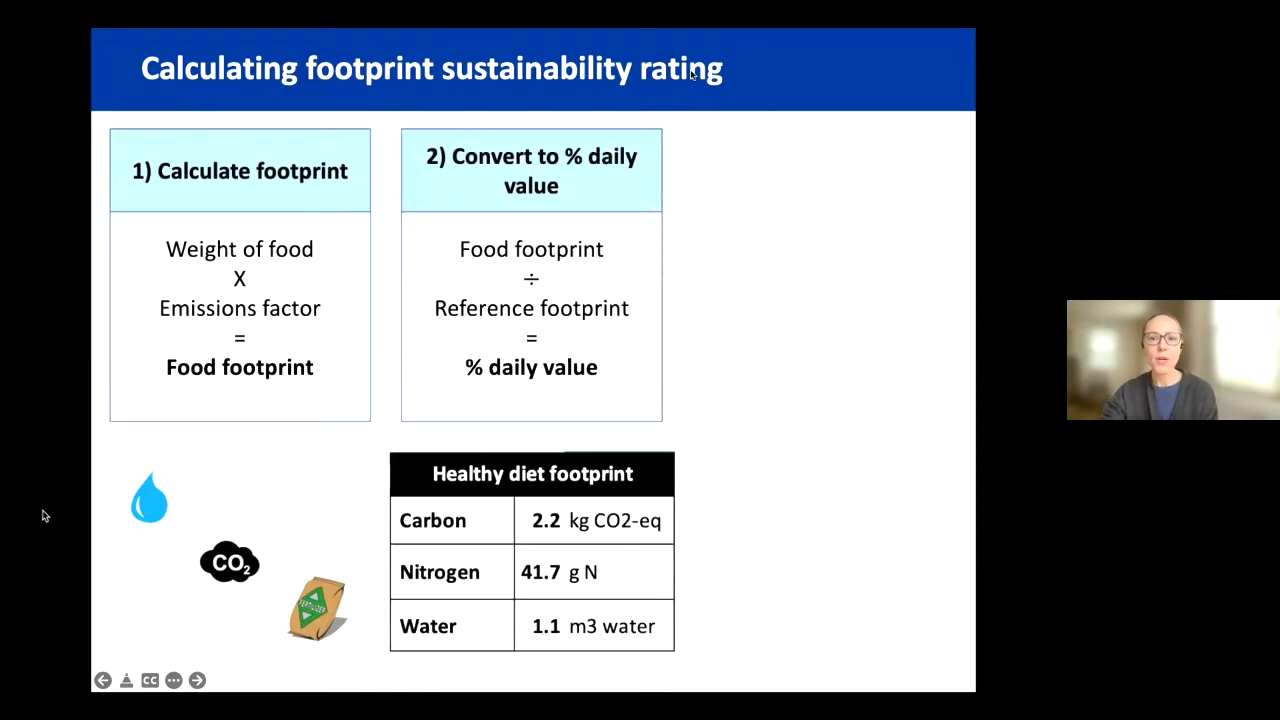 Calculating footprint sustainability rating
1) Calculate footprint
Weight of food
X
Emissions factor
=
Food footprint
2) Convert to % daily
value
Food footprint
÷
Reference footprint
=
% daily value
Healthy diet footprint
Carbon 2.2 kg CO2-eq
Nitrogen 41.7 g N
Water 1.1 m3 water
CO2
FERTILIZER
CC